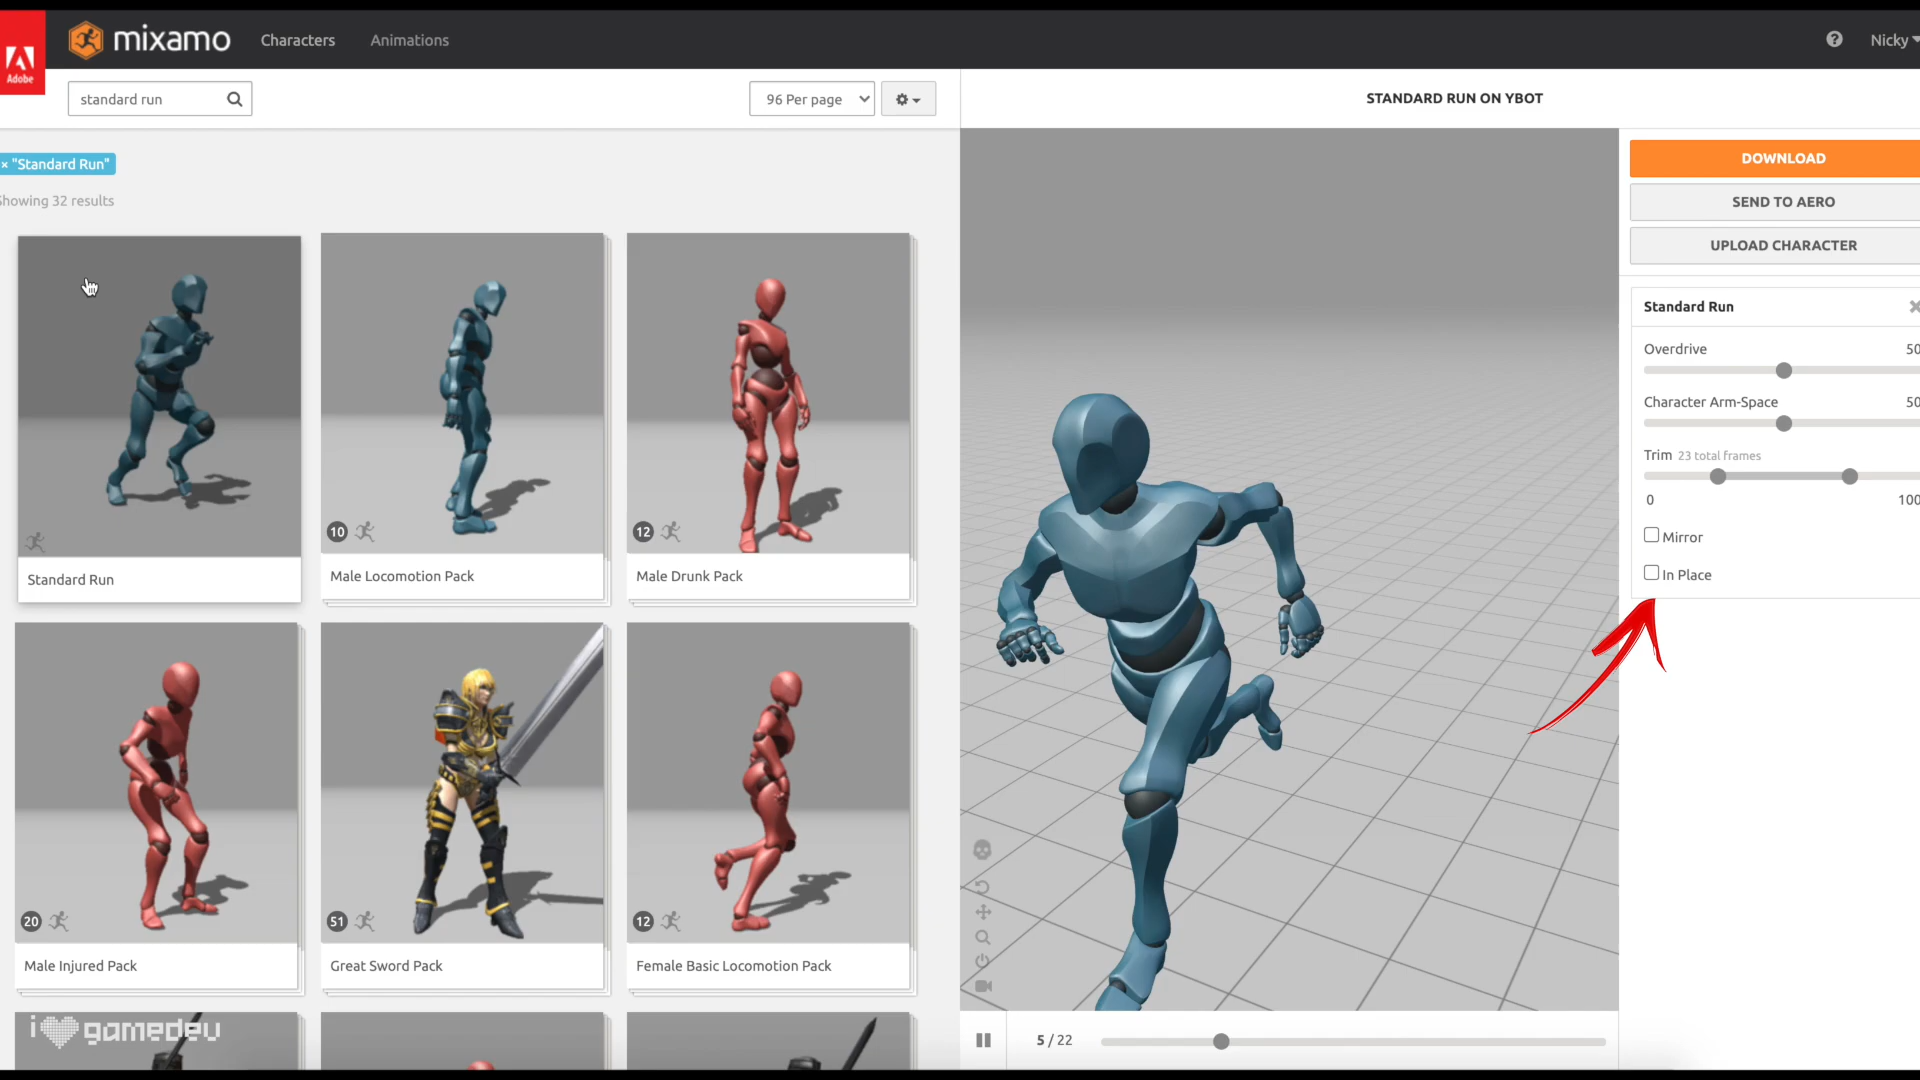 Adobe
mixamo
Characters
Animations
Nicky
standard run
96 Per page
STANDARD RUN ON YBOT
× "Standard Run"
Showing 32 results
DOWNLOAD
SEND TO AERO
UPLOAD CHARACTER
Standard Run
Overdrive 50
Character Arm-Space 50
Trim 23 total frames
0 100
Mirror
In Place
10
12
Standard Run
Male Locomotion Pack
Male Drunk Pack
20
51
12
Male Injured Pack
Great Sword Pack
Female Basic Locomotion Pack
i gamedev
5 / 22